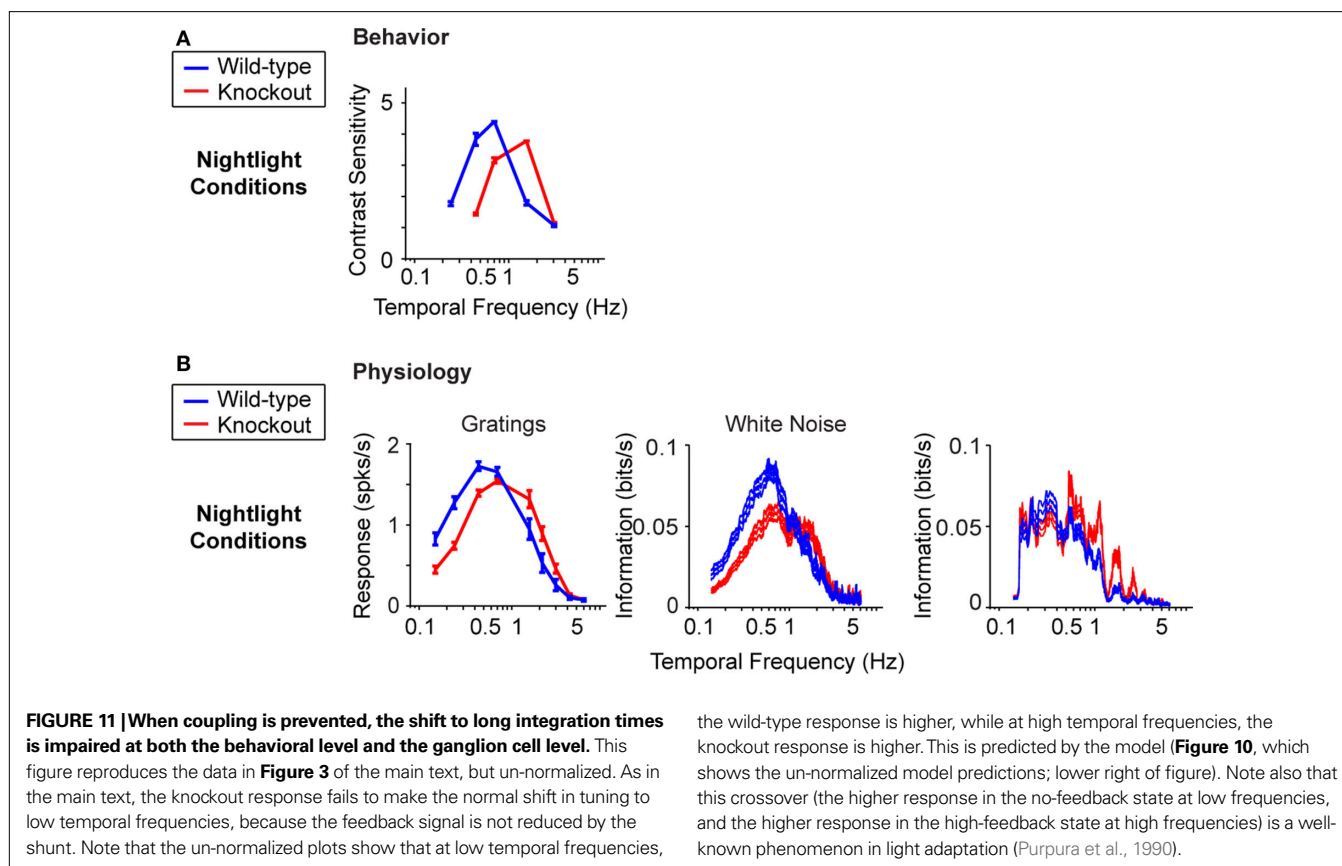 A
Behavior
Wild-type
Knockout
Nightlight
Conditions
Contrast Sensitivity
5
0
0.1
0.5
1
5
Temporal Frequency (Hz)
B
Physiology
Wild-type
Knockout
Nightlight
Conditions
Gratings
Response (spks/s)
2
1
0
0.1
0.5
1
5
White Noise
Information (bits/s)
0.1
0.05
0
0.1
0.5
1
5
Information (bits/s)
0.1
0.05
0
0.1
0.5
1
5
Temporal Frequency (Hz)
FIGURE 11 | When coupling is prevented, the shift to long integration times
is impaired at both the behavioral level and the ganglion cell level. This
figure reproduces the data in Figure 3 of the main text, but un-normalized. As in
the main text, the knockout response fails to make the normal shift in tuning to
low temporal frequencies, because the feedback signal is not reduced by the
shunt. Note that the un-normalized plots show that at low temporal frequencies,
the wild-type response is higher, while at high temporal frequencies, the
knockout response is higher. This is predicted by the model (Figure 10, which
shows the un-normalized model predictions; lower right of figure). Note also that
this crossover (the higher response in the no-feedback state at low frequencies,
and the higher response in the high-feedback state at high frequencies) is a well-
known phenomenon in light adaptation (Purpura et al., 1990).